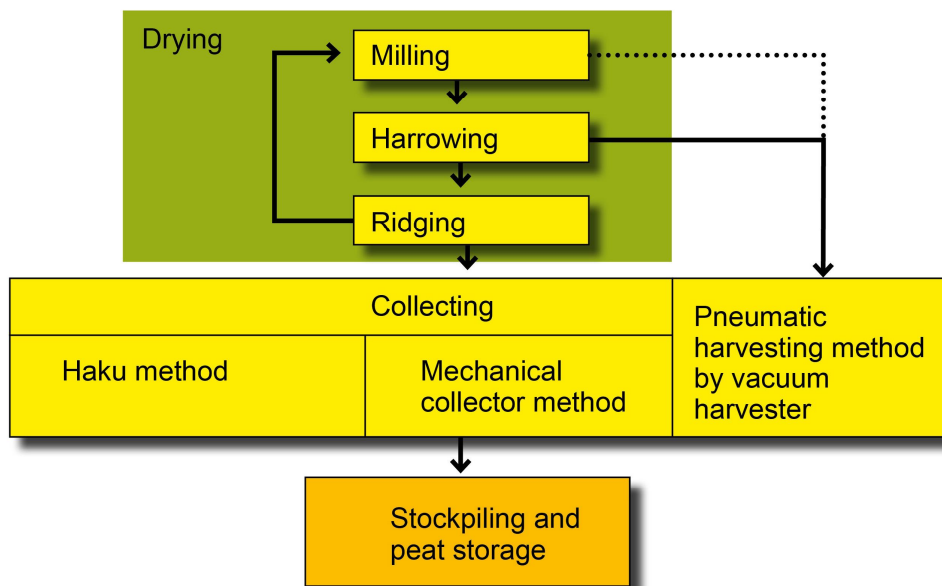 Drying
Milling
Harrowing
Ridging
Collecting
Haku method
Mechanical
collector method
Pneumatic
harvesting method
by vacuum
harvester
Stockpiling and
peat storage